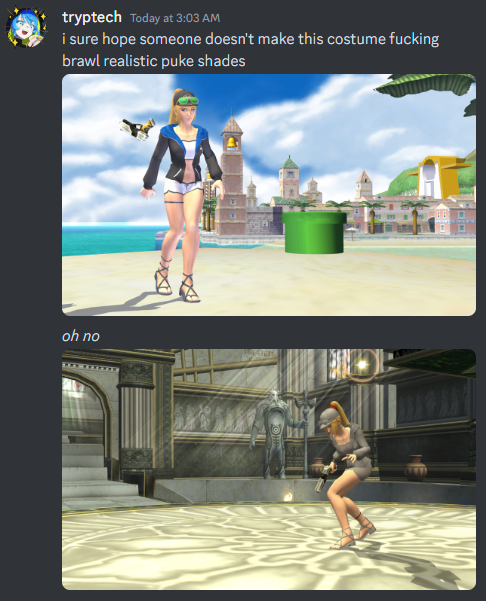 tryptech Today at 3:03 AM
i sure hope someone doesn't make this costume fucking
brawl realistic puke shades
oh no